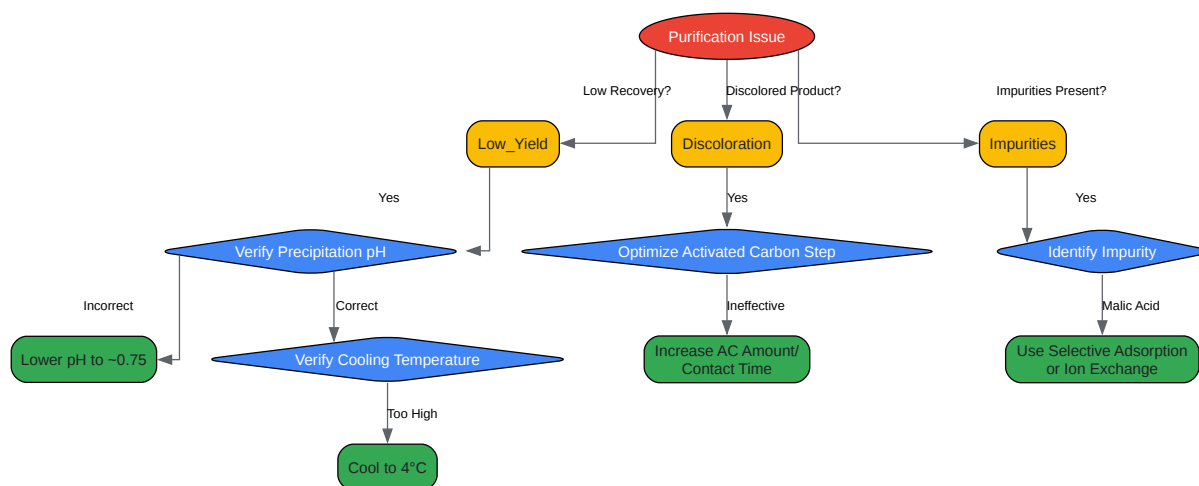 Purification Issue
Low Recovery?
Discolored Product?
Impurities Present?
Low_Yield
Discoloration
Impurities
Yes
Yes
Yes
Verify Precipitation pH
Optimize Activated Carbon Step
Identify Impurity
Incorrect
Correct
Ineffective
Malic Acid
Lower pH to ~0.75
Verify Cooling Temperature
Increase AC Amount/
Contact Time
Use Selective Adsorption
or Ion Exchange
Too High
Cool to 4°C